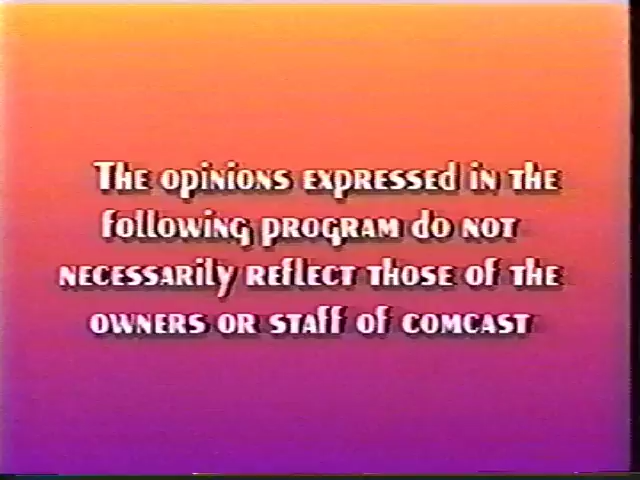 The opinions expressed in the
following program do not
necessarily reflect those of the
owners or staff of Comcast